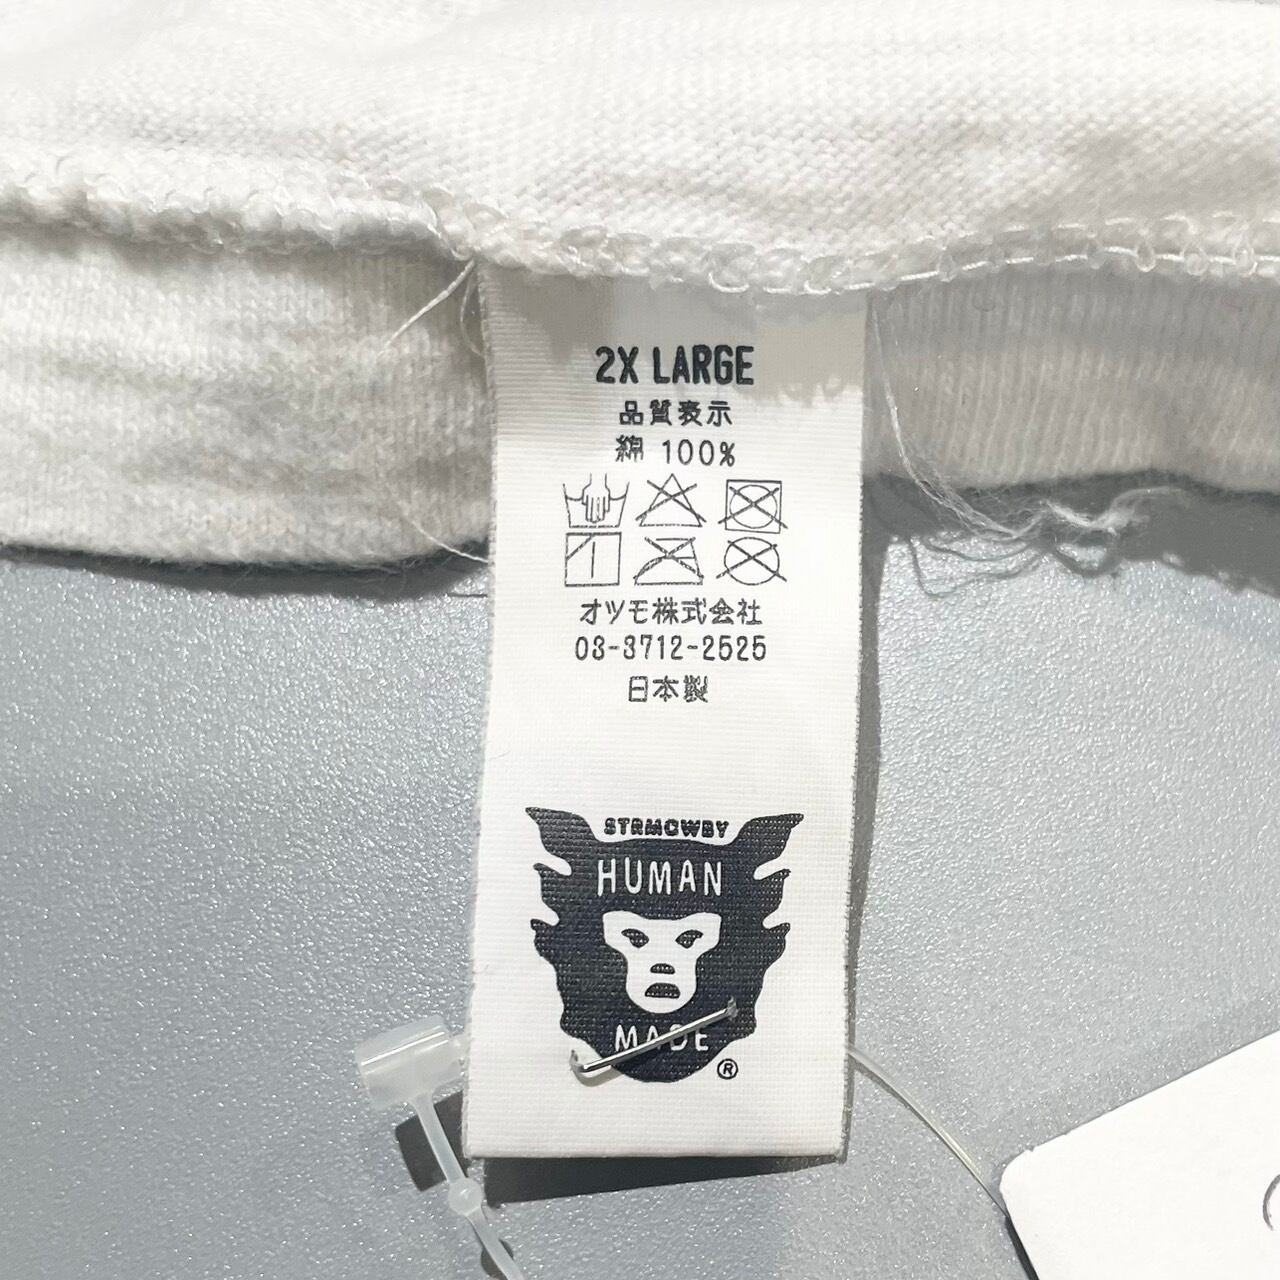 2X LARGE
品質表示
綿 100%
オツモ株式会社
03-3712-2525
日本製
STRMCWBY
HUMAN
MADE
®